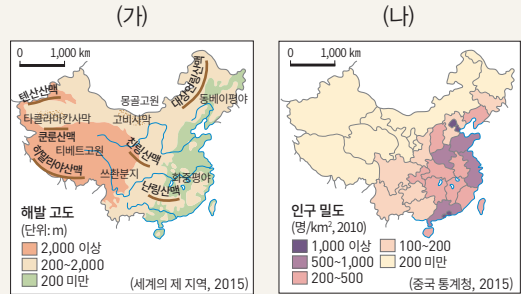 (가)
(나)
0 1,000 km
텐산산맥
타클라마칸사막
쿤룬산맥
티베트고원
히말라야산맥
몽골고원
고비사막
대싱안링산맥
둥베이평야
친링산맥
쓰촨분지
화중평야
난링산맥
해발 고도
(단위: m)
2,000 이상
200~2,000
200 미만
(세계의 제 지역, 2015)
0 1,000 km
인구 밀도
(명/km², 2010)
1,000 이상
500~1,000
200~500
100~200
200 미만
(중국 통계청, 2015)